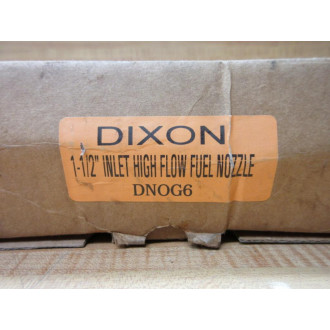 DIXON
1-1/2" INLET HIGH FLOW FUEL NOZZLE
DNOG6